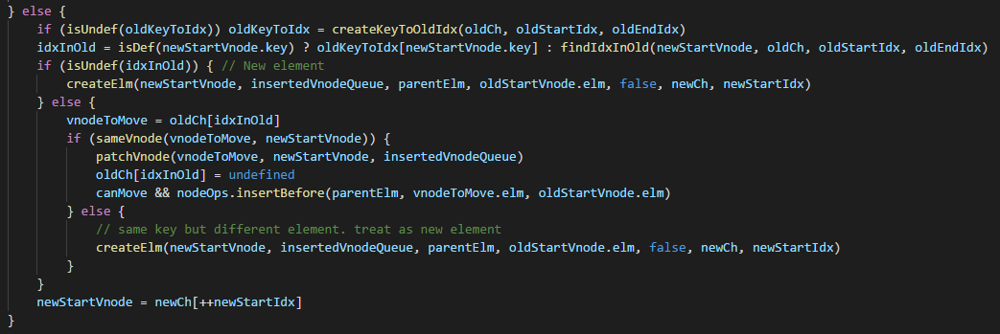 } else {
if (isUndef(oldKeyToIdx)) oldKeyToIdx = createKeyToOldIdx(oldCh, oldStartIdx, oldEndIdx)
idxInOld = isDef(newStartVnode.key) ? oldKeyToIdx[newStartVnode.key] : findIdxInOld(newStartVnode, oldCh, oldStartIdx, oldEndIdx)
if (isUndef(idxInOld)) { // New element
createElm(newStartVnode, insertedVnodeQueue, parentElm, oldStartVnode.elm, false, newCh, newStartIdx)
} else {
vnodeToMove = oldCh[idxInOld]
if (sameVnode(vnodeToMove, newStartVnode)) {
patchVnode(vnodeToMove, newStartVnode, insertedVnodeQueue)
oldCh[idxInOld] = undefined
canMove && nodeOps.insertBefore(parentElm, vnodeToMove.elm, oldStartVnode.elm)
} else {
// same key but different element. treat as new element
createElm(newStartVnode, insertedVnodeQueue, parentElm, oldStartVnode.elm, false, newCh, newStartIdx)
}
}
newStartVnode = newCh[++newStartIdx]
}